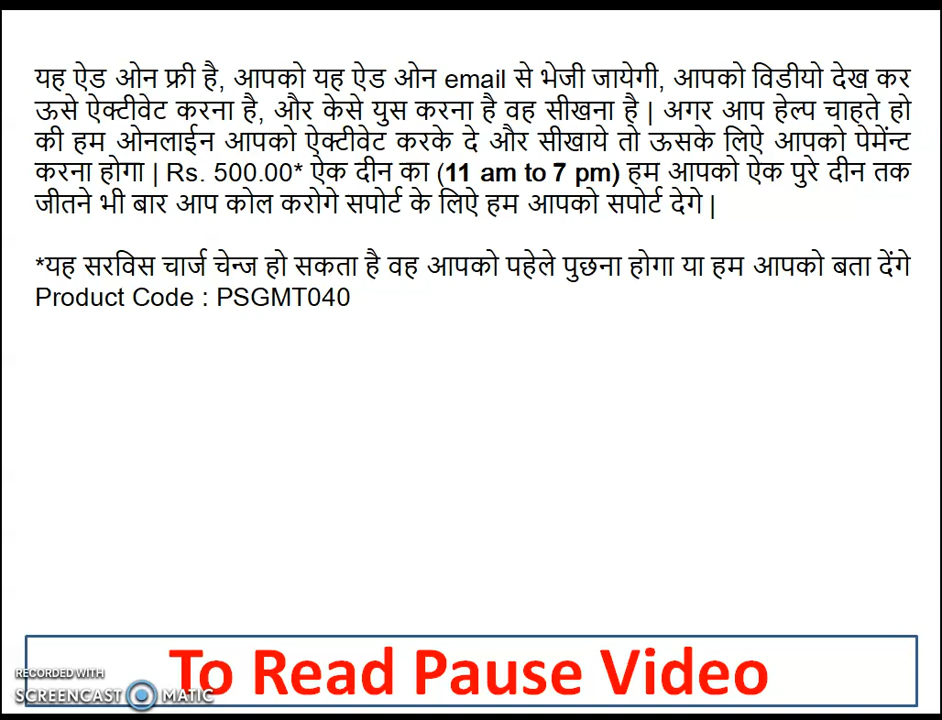 यह ऐड ओन फ्री है, आपको यह ऐड ओन email से भेजी जायेगी, आपको विडीयो देख कर
ऊसे ऐक्टीवेट करना है, और केसे युस करना है वह सीखना है | अगर आप हेल्प चाहते हो
की हम ओनलाईन आपको ऐक्टीवेट करके दे और सीखाये तो ऊसके लिऐ आपको पेमेंन्ट
करना होगा | Rs. 500.00* ऐक दीन का (11 am to 7 pm) हम आपको ऐक पुरे दीन तक
जीतने भी बार आप कोल करोगे सपोर्ट के लिऐ हम आपको सपोर्ट देगे |
*यह सरविस चार्ज चेन्ज हो सकता है वह आपको पहेले पुछना होगा या हम आपको बता देंगे
Product Code : PSGMT040
To Read Pause Video
RECORDED WITH
SCREENCAST MATIC